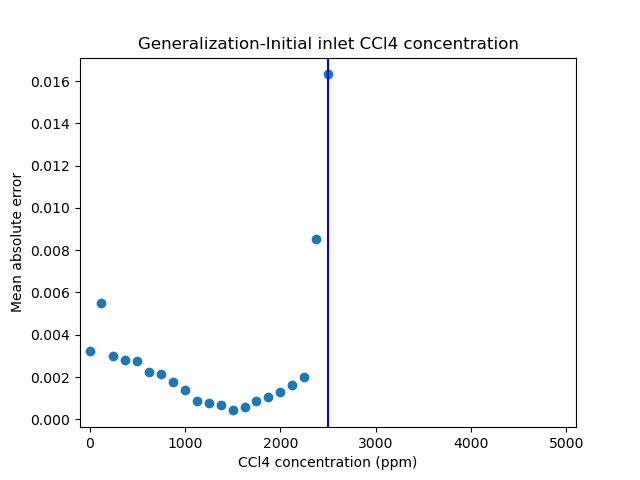 Generalization-Initial inlet CCl4 concentration
Mean absolute error
0.016
0.014
0.012
0.010
0.008
0.006
0.004
0.002
0.000
0 1000 2000 3000 4000 5000
CCl4 concentration (ppm)